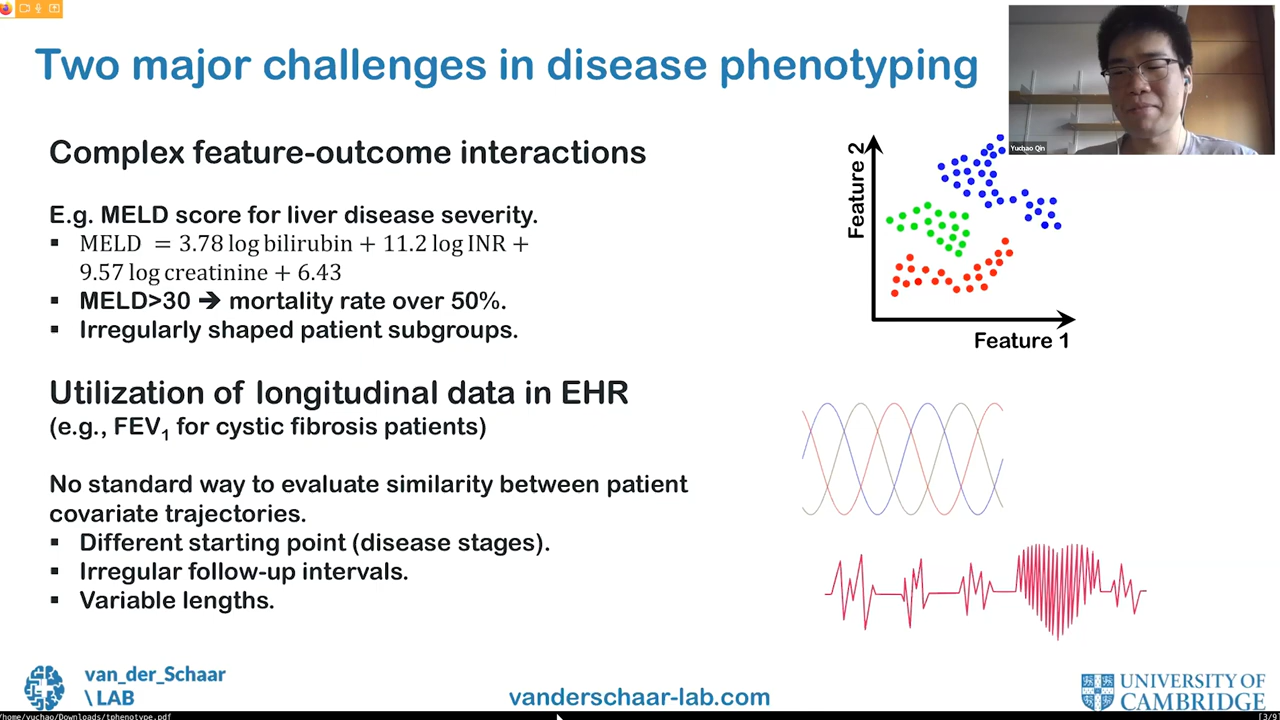 Two major challenges in disease phenotyping
Yuchao Qin
Complex feature-outcome interactions
E.g. MELD score for liver disease severity.
▪ MELD = 3.78 log bilirubin + 11.2 log INR +
9.57 log creatinine + 6.43
▪ MELD>30 ➔ mortality rate over 50%.
▪ Irregularly shaped patient subgroups.
Feature 2
Feature 1
Utilization of longitudinal data in EHR
(e.g., FEV₁ for cystic fibrosis patients)
No standard way to evaluate similarity between patient
covariate trajectories.
▪ Different starting point (disease stages).
▪ Irregular follow-up intervals.
▪ Variable lengths.
van_der_Schaar
\LAB
vanderschaar-lab.com
UNIVERSITY OF
CAMBRIDGE
/home/yuchao/Downloads/tphenotype.pdf
[3/9]